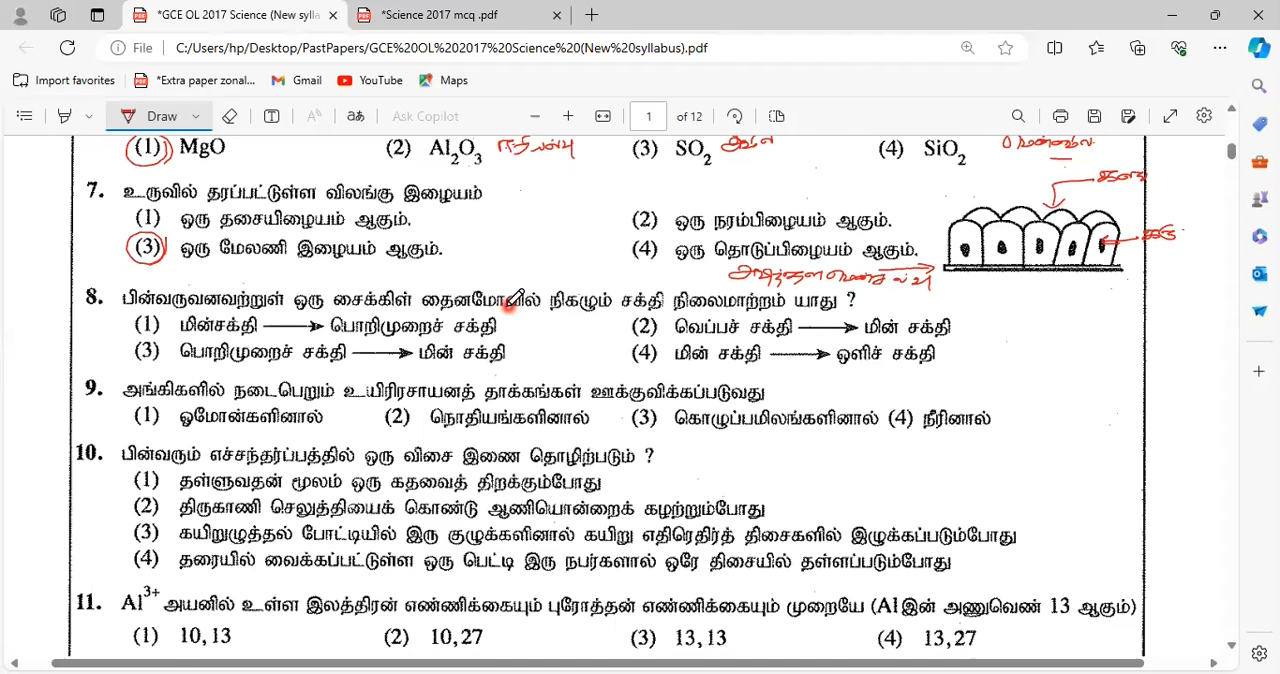 *GCE OL 2017 Science (New sylla
*Science 2017 mcq .pdf
File
C:/Users/hp/Desktop/PastPapers/GCE%20OL%202017%20Science%20(New%20syllabus).pdf
Import favorites
*Extra paper zonal...
Gmail
YouTube
Maps
Draw
Ask Copilot
1
of 12
(1) MgO (2) Al₂O₃ (3) SO₂ (4) SiO₂
7. உருவில் தரப்பட்டுள்ள விலங்கு இழையம்
(1) ஒரு தசையிழையம் ஆகும். (2) ஒரு நரம்பிழையம் ஆகும்.
(3) ஒரு மேலணி இழையம் ஆகும். (4) ஒரு தொடுப்பிழையம் ஆகும்.
8. பின்வருவனவற்றுள் ஒரு சைக்கிள் நிகழும் சக்தி நிலைமாற்றம் யாது ?
(1) மின்சக்தி → பொறிமுறைச் சக்தி (2) வெப்பச் சக்தி → மின் சக்தி
(3) பொறிமுறைச் சக்தி → மின் சக்தி (4) மின் சக்தி → ஒளிச் சக்தி
9. அங்கிகளில் நடைபெறும் உயிரிரசாயனத் தாக்கங்கள் ஊக்குவிக்கப்படுவது
(1) ஓமோன்களினால் (2) நொதியங்களினால் (3) கொழுப்பமிலங்களினால் (4) நீரினால்
10. பின்வரும் எச்சந்தர்ப்பத்தில் ஒரு விசை இணை தொழிற்படும் ?
(1) தள்ளுவதன் மூலம் ஒரு கதவைத் திறக்கும்போது
(2) திருகாணி செலுத்தியைக் கொண்டு ஆணியொன்றைக் கழற்றும்போது
(3) கயிறுழுத்தல் போட்டியில் இரு குழுக்களினால் கயிறு எதிரெதிர்த் திசைகளில் இழுக்கப்படும்போது
(4) தரையில் வைக்கப்பட்டுள்ள ஒரு பெட்டி இரு நபர்களால் ஒரே திசையில் தள்ளப்படும்போது
11. Al³⁺ அயனில் உள்ள இலத்திரன் எண்ணிக்கையும் புரோத்தன் எண்ணிக்கையும் முறையே (Al இன் அணுவெண் 13 ஆகும்)
(1) 10, 13 (2) 10, 27 (3) 13, 13 (4) 13, 27